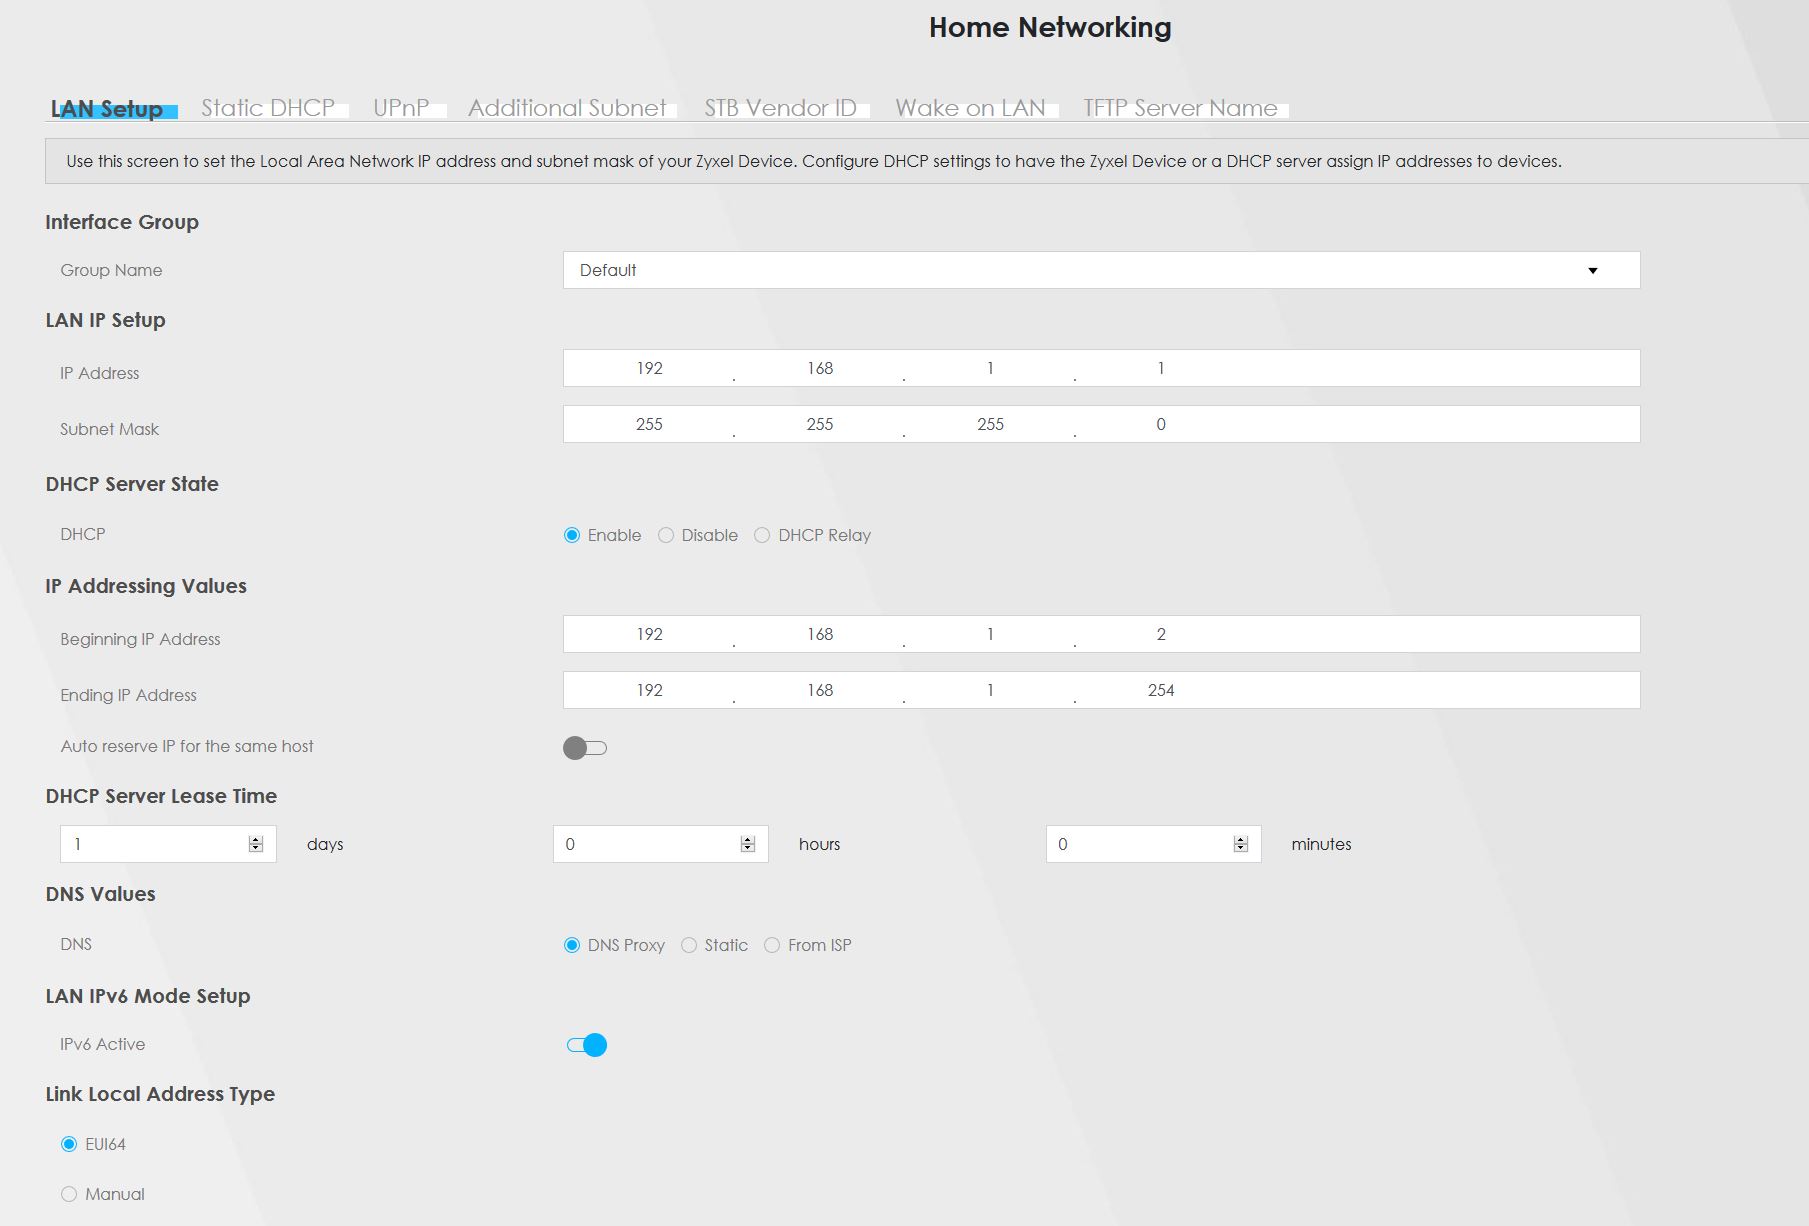 Home Networking
LAN Setup Static DHCP UPnP Additional Subnet STB Vendor ID Wake on LAN TFTP Server Name
Use this screen to set the Local Area Network IP address and subnet mask of your Zyxel Device. Configure DHCP settings to have the Zyxel Device or a DHCP server assign IP addresses to devices.
Interface Group
Group Name Default
LAN IP Setup
IP Address 192 . 168 . 1 . 1
Subnet Mask 255 . 255 . 255 . 0
DHCP Server State
DHCP Enable Disable DHCP Relay
IP Addressing Values
Beginning IP Address 192 . 168 . 1 . 2
Ending IP Address 192 . 168 . 1 . 254
Auto reserve IP for the same host
DHCP Server Lease Time
1 days 0 hours 0 minutes
DNS Values
DNS DNS Proxy Static From ISP
LAN IPv6 Mode Setup
IPv6 Active
Link Local Address Type
EUI64
Manual